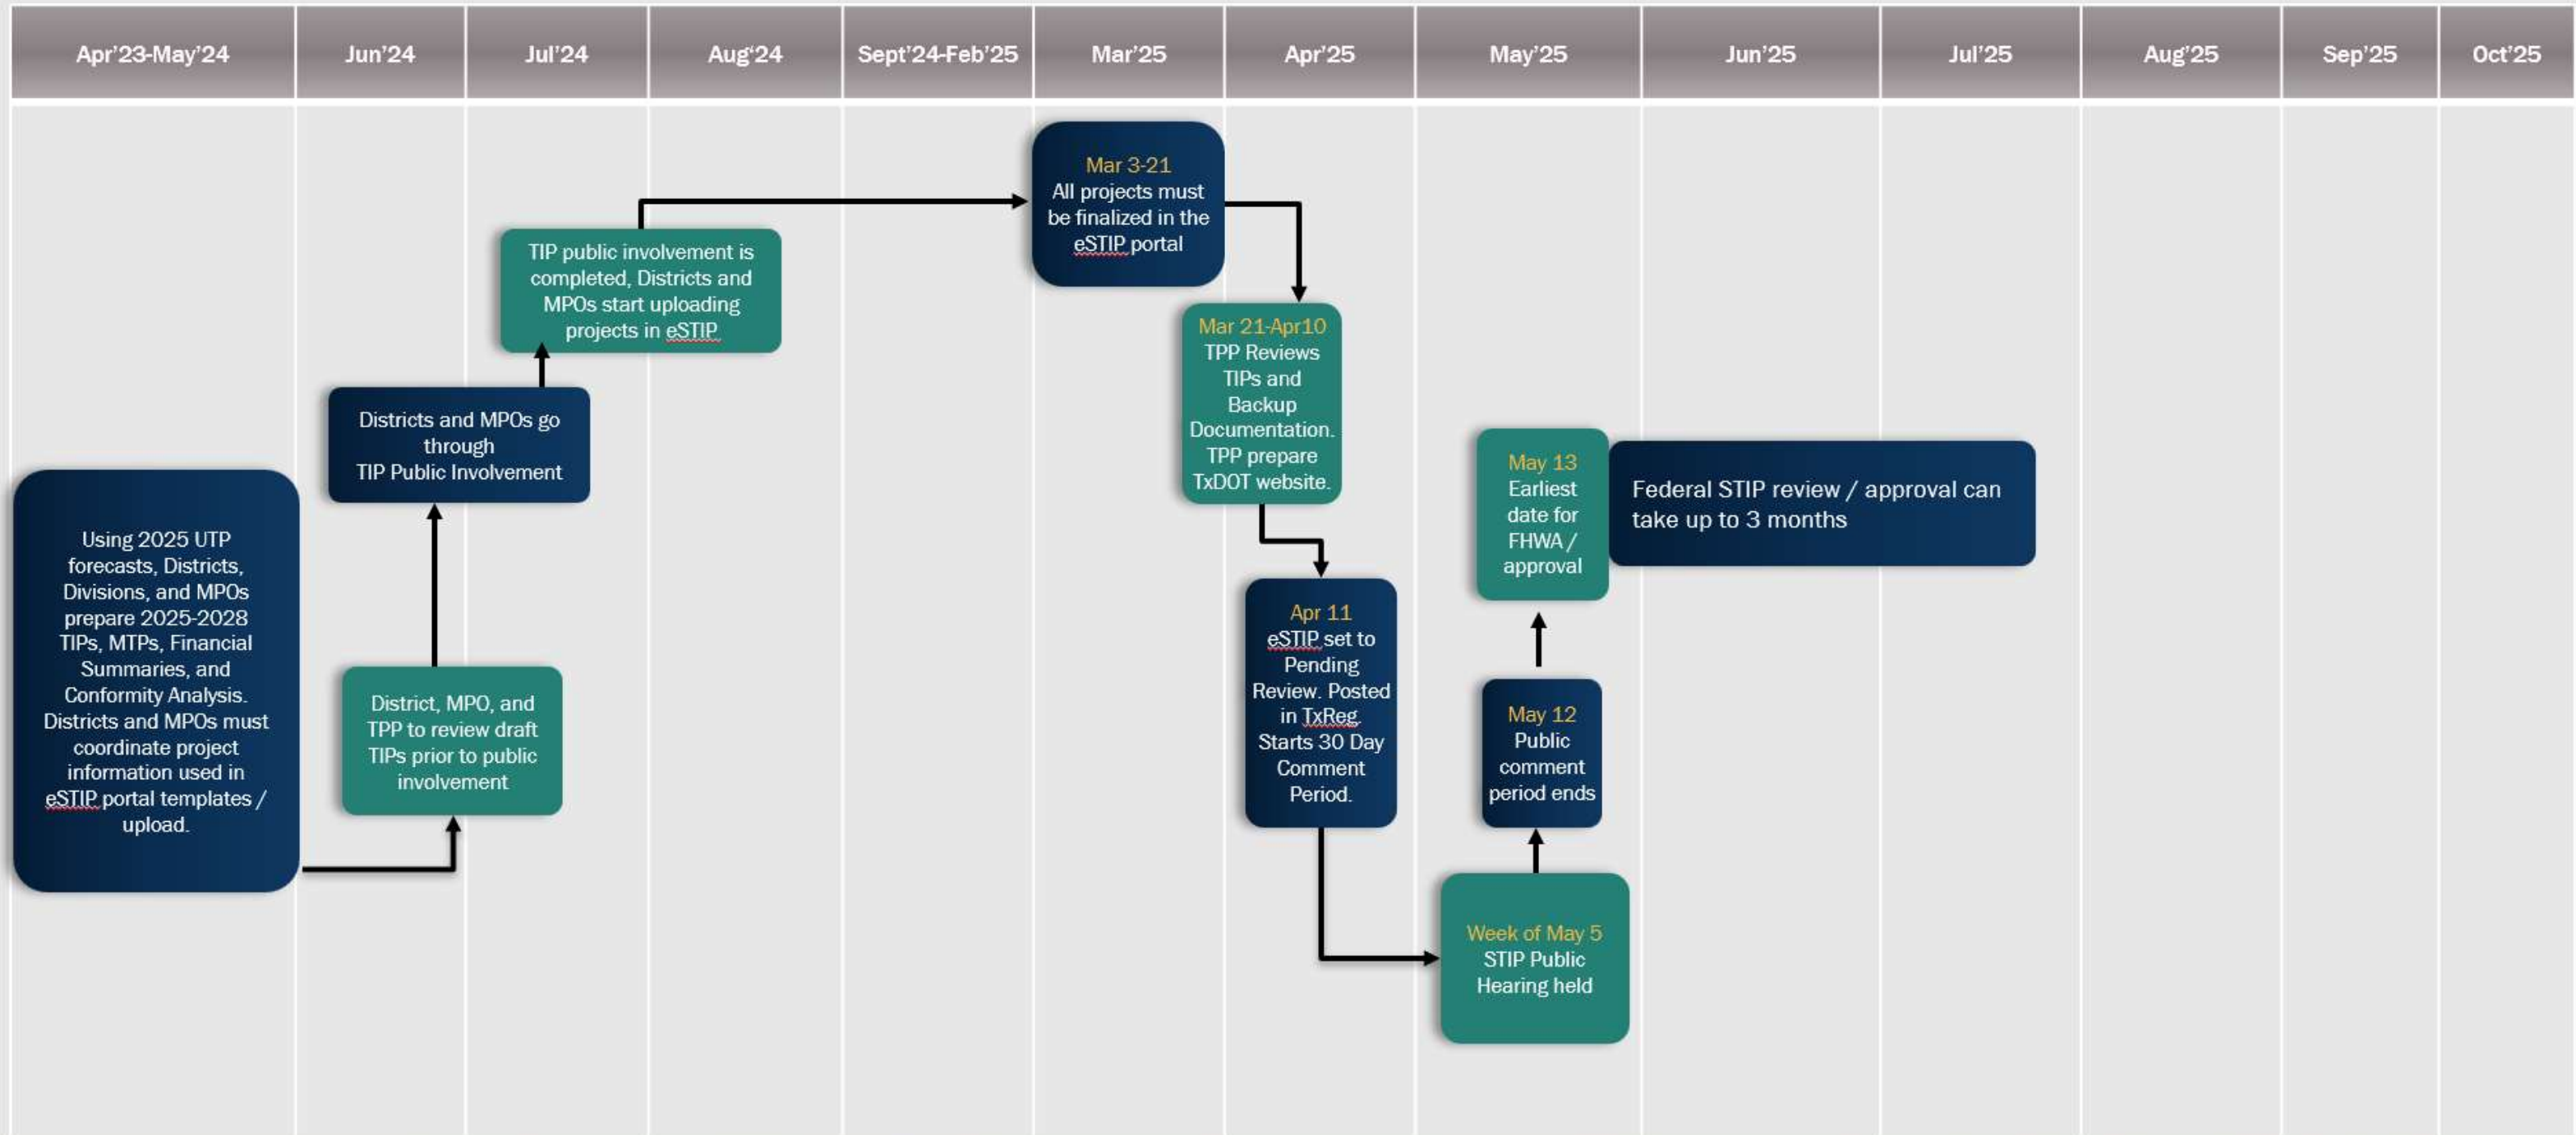 Apr’23-May’24
Jun’24
Jul’24
Aug‘24
Sept’24-Feb’25
Mar’25
Apr’25
May’25
Jun’25
Jul’25
Aug’25
Sep’25
Oct’25
Using 2025 UTP
forecasts, Districts,
Divisions, and MPOs
prepare 2025-2028
TIPs, MTPs, Financial
Summaries, and
Conformity Analysis.
Districts and MPOs must
coordinate project
information used in
eSTIP portal templates /
upload.
District, MPO, and
TPP to review draft
TIPs prior to public
involvement
Districts and MPOs go
through
TIP Public Involvement
TIP public involvement is
completed, Districts and
MPOs start uploading
projects in eSTIP.
Mar 3-21
All projects must
be finalized in the
eSTIP portal
Mar 21-Apr10
TPP Reviews
TIPs and
Backup
Documentation.
TPP prepare
TxDOT website.
Apr 11
eSTIP set to
Pending
Review. Posted
in TxReg.
Starts 30 Day
Comment
Period.
Week of May 5
STIP Public
Hearing held
May 12
Public
comment
period ends
May 13
Earliest
date for
FHWA /
approval
Federal STIP review / approval can
take up to 3 months